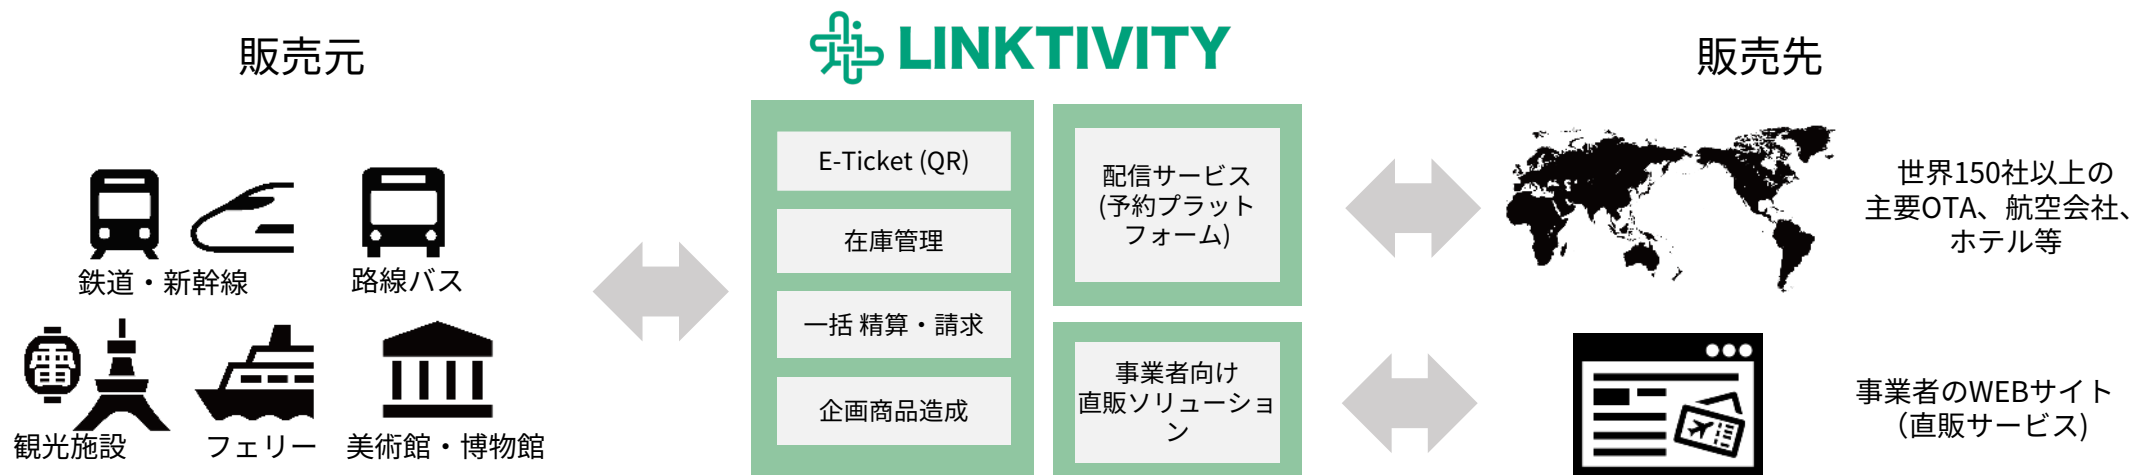 販売元
鉄道・新幹線
路線バス
観光施設
フェリー
美術館・博物館
LINKTIVITY
E-Ticket (QR)
在庫管理
一括 精算・請求
企画商品造成
配信サービス
(予約プラット
フォーム)
事業者向け
直販ソリューショ
ン
販売先
世界150社以上の
主要OTA、航空会社、
ホテル等
事業者のWEBサイト
（直販サービス)